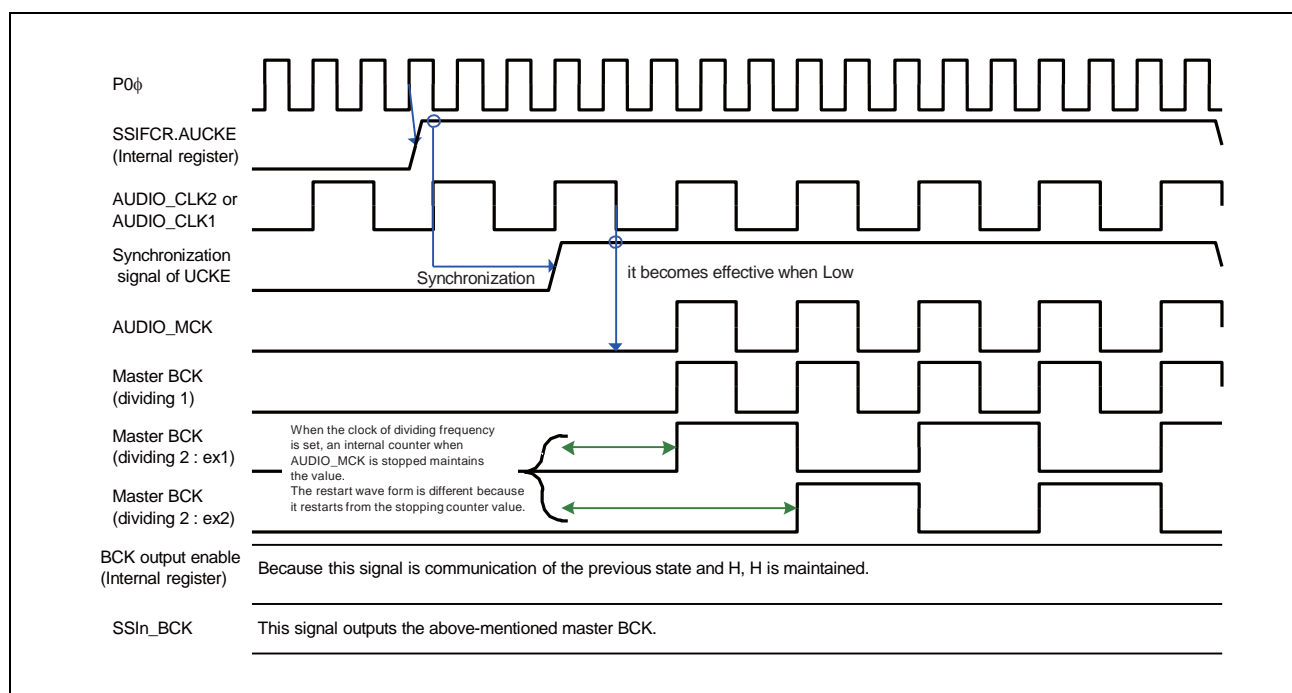 P0ϕ
SSIFCR.AUCKE
(Internal register)
AUDIO_CLK2 or
AUDIO_CLK1
Synchronization
signal of UCKE
Synchronization
it becomes effective when Low
AUDIO_MCK
Master BCK
(dividing 1)
Master BCK
(dividing 2 : ex1)
When the clock of dividing frequency
is set, an internal counter when
AUDIO_MCK is stopped maintains
the value.
The restart wave form is different because
it restarts from the stopping counter value.
Master BCK
(dividing 2 : ex2)
BCK output enable
(Internal register)
Because this signal is communication of the previous state and H, H is maintained.
SSIn_BCK
This signal outputs the above-mentioned master BCK.